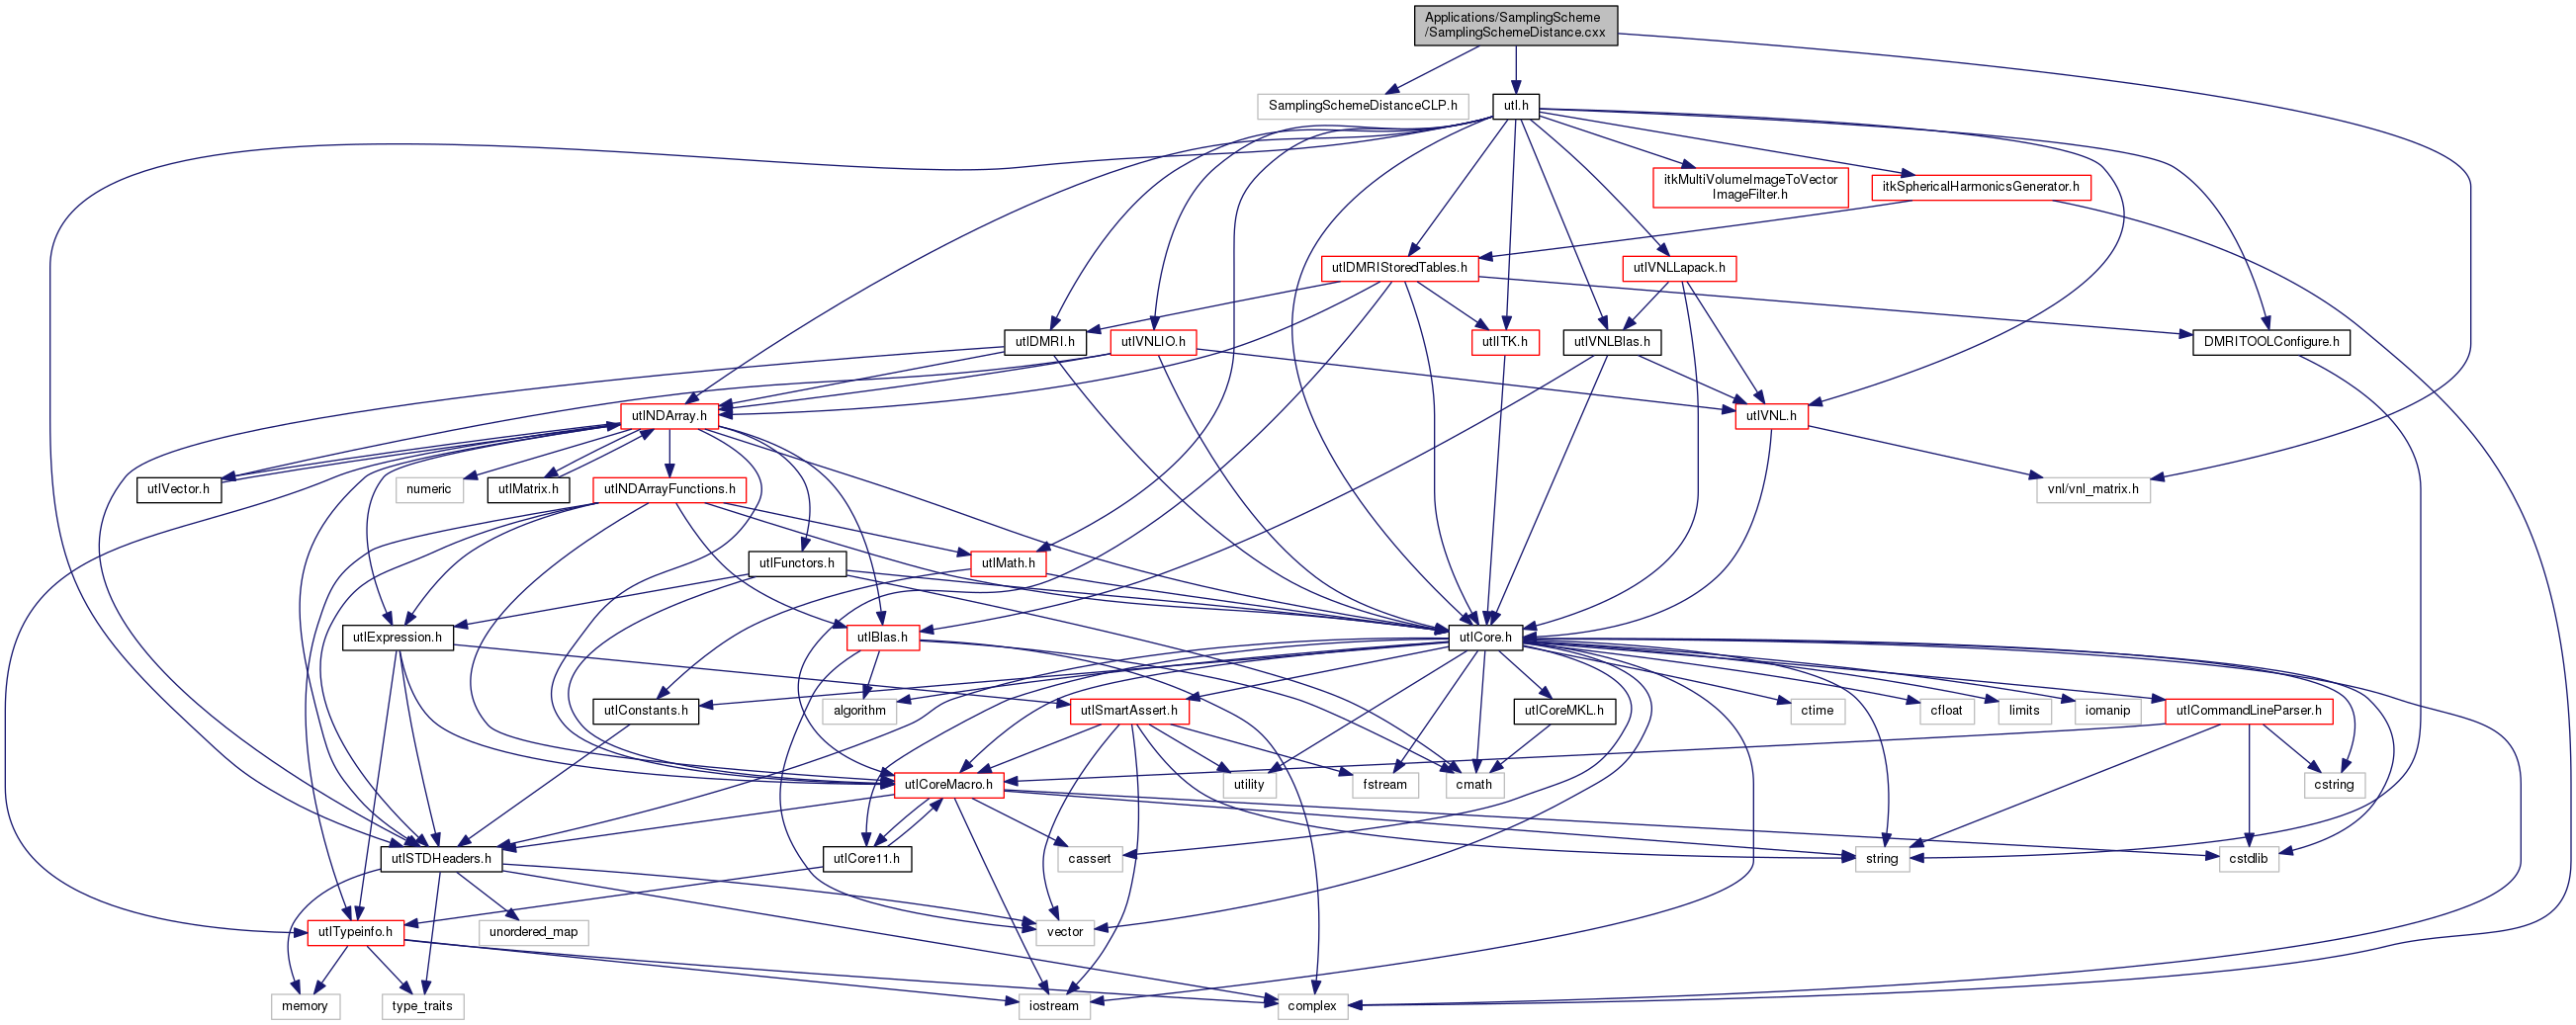 Applications/SamplingScheme
/SamplingSchemeDistance.cxx
SamplingSchemeDistanceCLP.h
utl.h
itkMultiVolumeImageToVector
ImageFilter.h
itkSphericalHarmonicsGenerator.h
utlDMRIStoredTables.h
utlVNLLapack.h
utlDMRI.h
utlVNLIO.h
utlITK.h
utlVNLBlas.h
DMRITOOLConfigure.h
utlNDArray.h
utlVNL.h
utlVector.h
numeric
utlMatrix.h
utlNDArrayFunctions.h
vnl/vnl_matrix.h
utlFunctors.h
utlMath.h
utlExpression.h
utlBlas.h
utlCore.h
utlConstants.h
algorithm
utlSmartAssert.h
utlCoreMKL.h
ctime
cfloat
limits
iomanip
utlCommandLineParser.h
utlCoreMacro.h
utility
fstream
cmath
cstring
utlSTDHeaders.h
utlCore11.h
cassert
string
cstdlib
utlTypeinfo.h
unordered_map
vector
memory
type_traits
iostream
complex